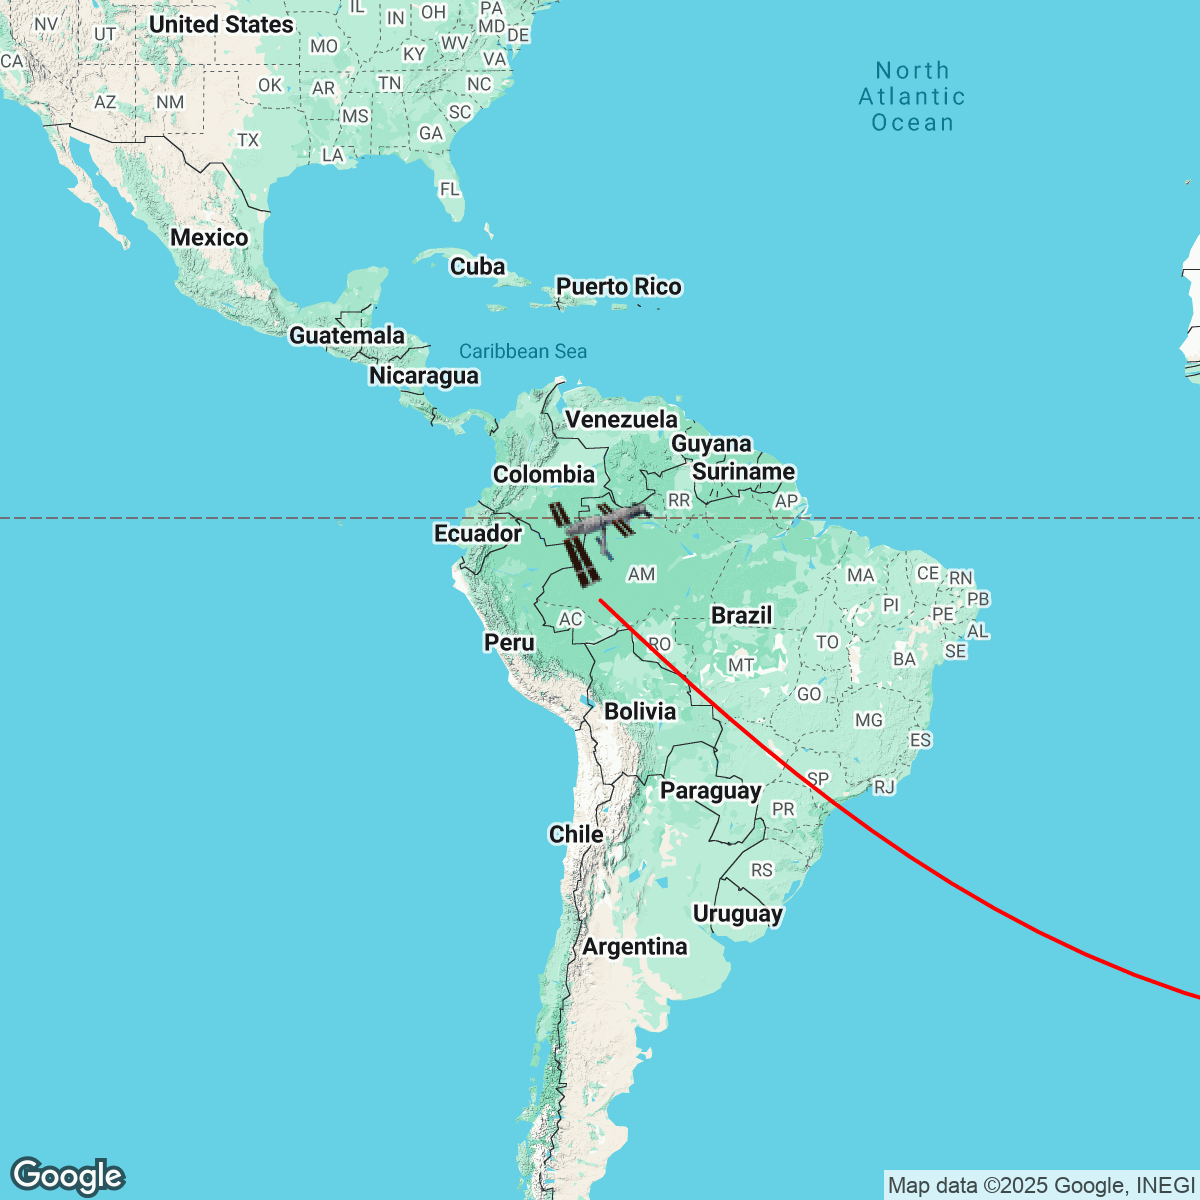 NV
UT
United States
IL
IN
OH
PA
MD
DE
CA
MO
KY
WV
VA
AZ
NM
OK
AR
TN
NC
MS
SC
TX
LA
GA
FL
North
Atlantic
Ocean
Mexico
Cuba
Puerto Rico
Guatemala
Caribbean Sea
Nicaragua
Venezuela
Guyana
Colombia
Suriname
RR
AP
Ecuador
AM
MA
CE
RN
AC
Brazil
PI
PB
PE
AL
Peru
RO
TO
MT
BA
SE
GO
Bolivia
MG
ES
SP
RJ
Paraguay
PR
Chile
RS
Uruguay
Argentina
Google
Map data ©2025 Google, INEGI